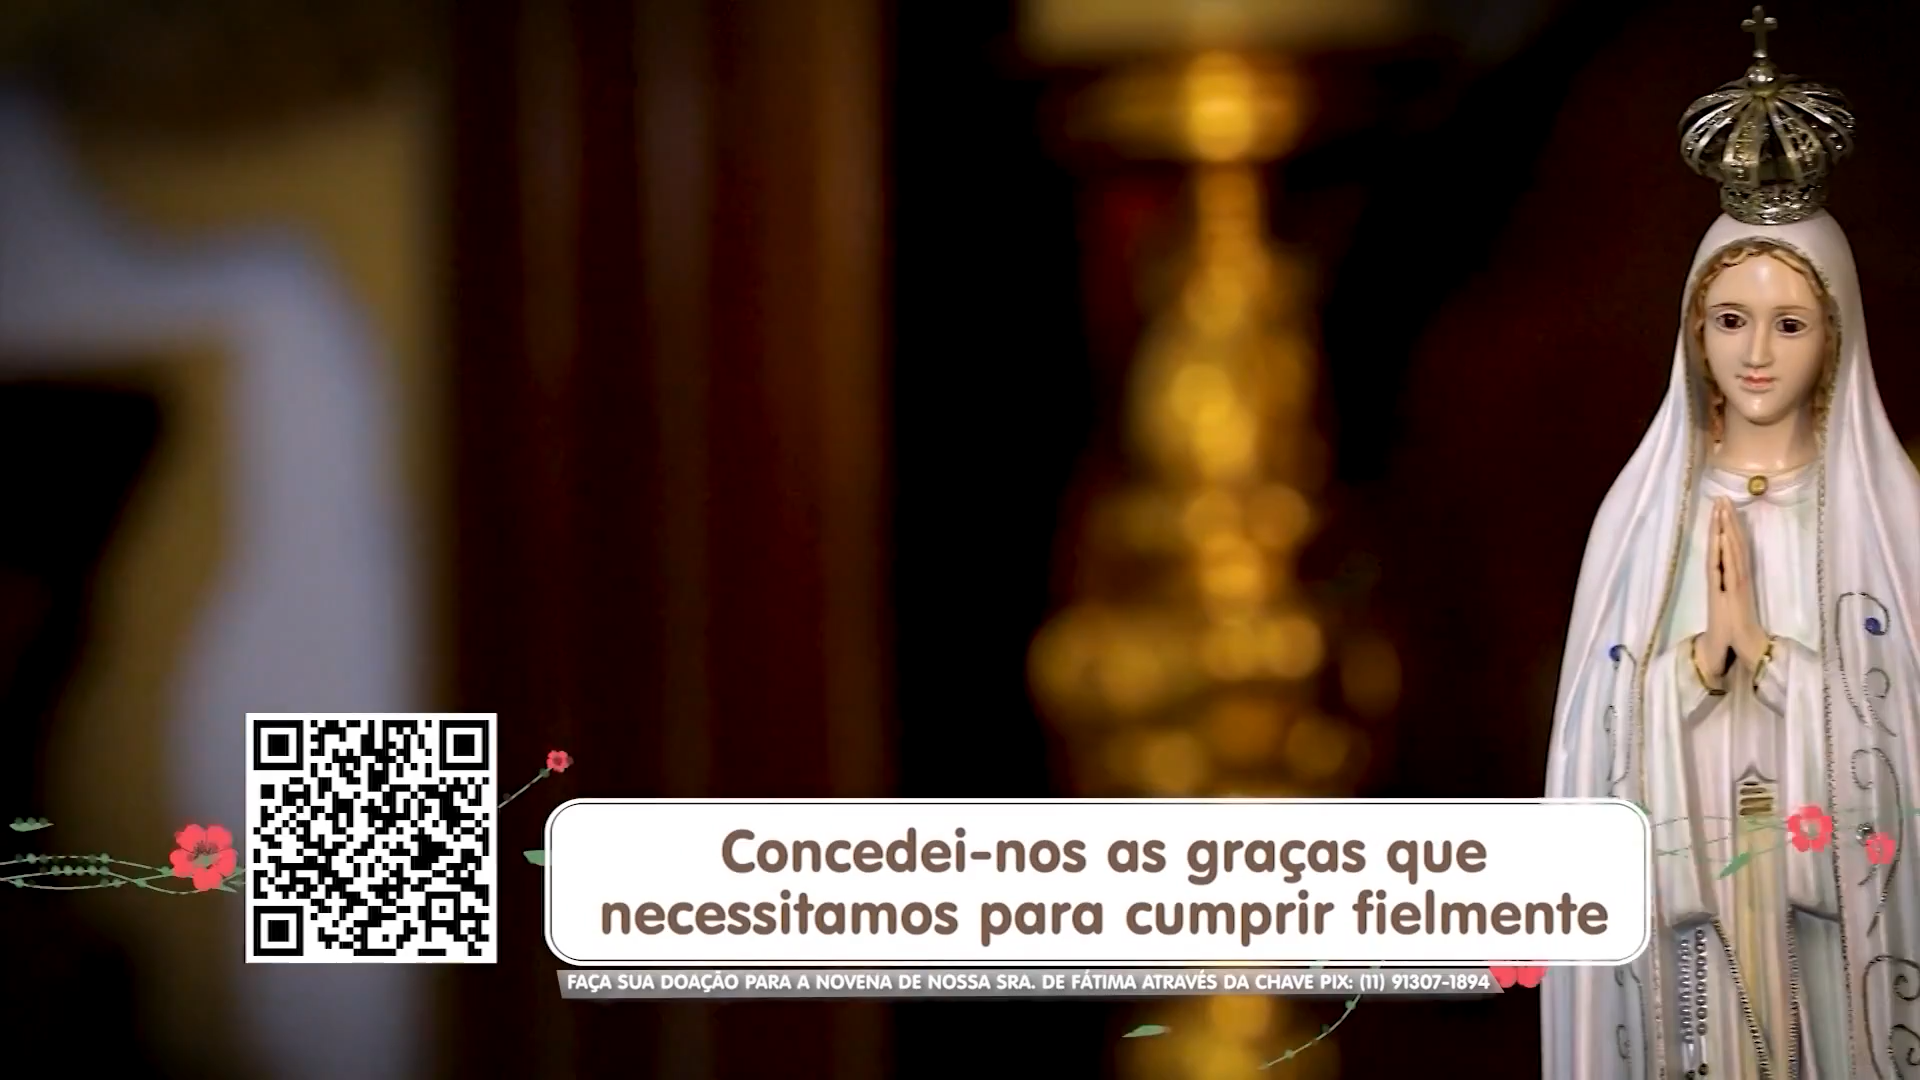 Concedei-nos as graças que
necessitamos para cumprir fielmente
FAÇA SUA DOAÇÃO PARA A NOVENA DE NOSSA SRA. DE FÁTIMA ATRAVÉS DA CHAVE PIX: (11) 91307-1894